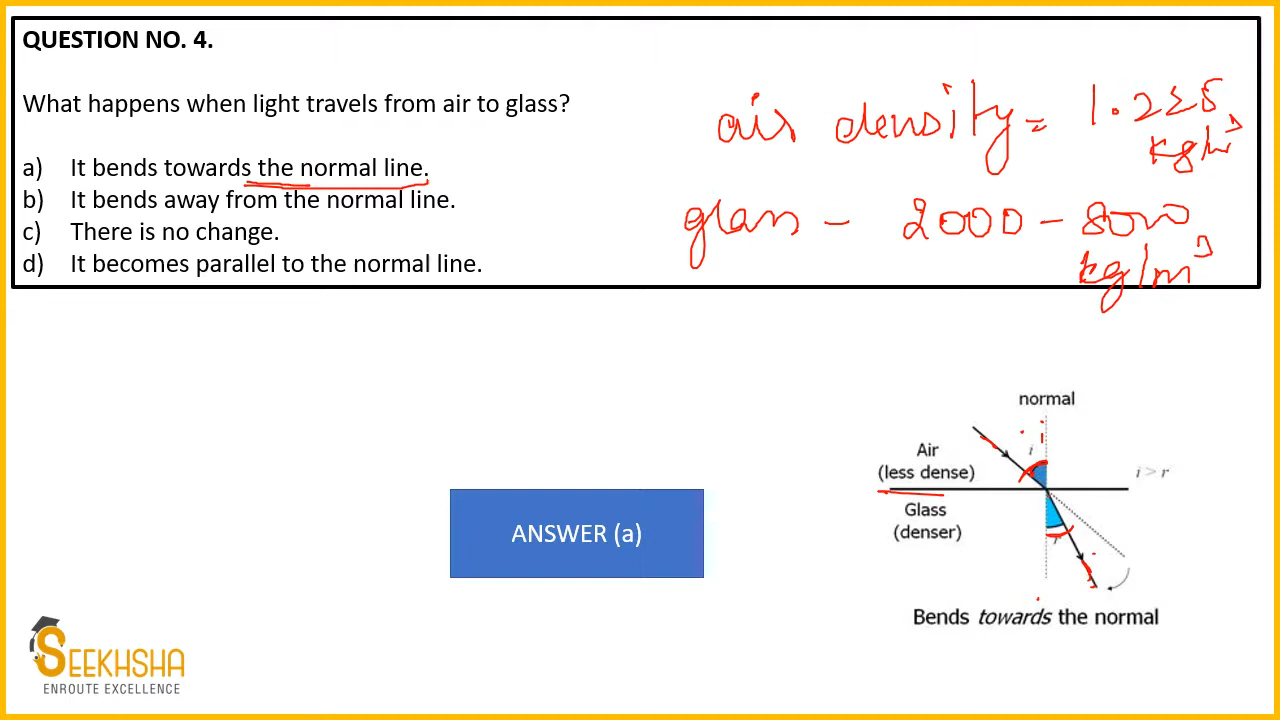 QUESTION NO. 4.
What happens when light travels from air to glass?
a) It bends towards the normal line.
b) It bends away from the normal line.
c) There is no change.
d) It becomes parallel to the normal line.
air density = 1.225
kg/m³
glass - 2000 - 8000
kg/m³
normal
Air
(less dense)
i
i > r
Glass
(denser)
r
Bends towards the normal
ANSWER (a)
SEEKHSHA
ENROUTE EXCELLENCE